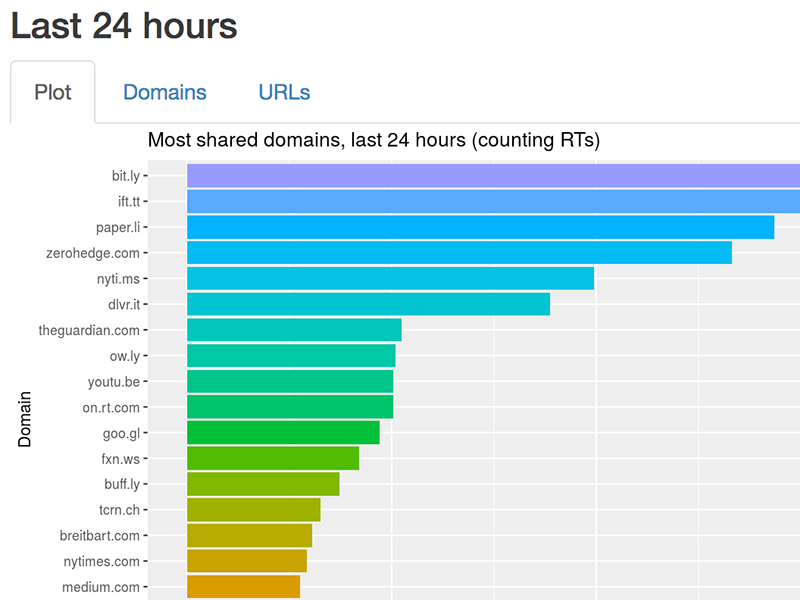 Last 24 hours
Plot Domains URLs
Most shared domains, last 24 hours (counting RTs)
bit.ly
ift.tt
paper.li
zerohedge.com
nyti.ms
dlvr.it
theguardian.com
ow.ly
youtu.be
on.rt.com
goo.gl
fxn.ws
buff.ly
tcrn.ch
breitbart.com
nytimes.com
medium.com
Domain